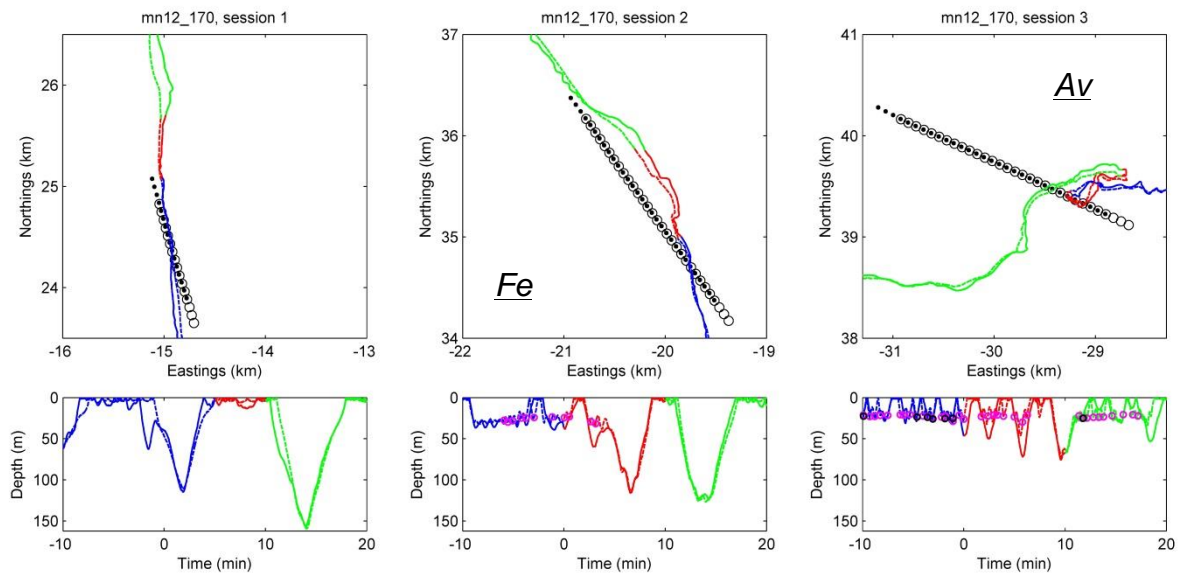 mn12_170, session 1
mn12_170, session 2
mn12_170, session 3
26
25
24
Northings (km)
-16
-15
-14
-13
Eastings (km)
37
36
35
34
Northings (km)
Fe
-22
-21
-20
-19
Eastings (km)
41
40
39
38
Northings (km)
Av
-31
-30
-29
Eastings (km)
0
50
100
150
Depth (m)
-10
0
10
20
Time (min)
0
50
100
150
Depth (m)
-10
0
10
20
Time (min)
0
50
100
150
Depth (m)
-10
0
10
20
Time (min)